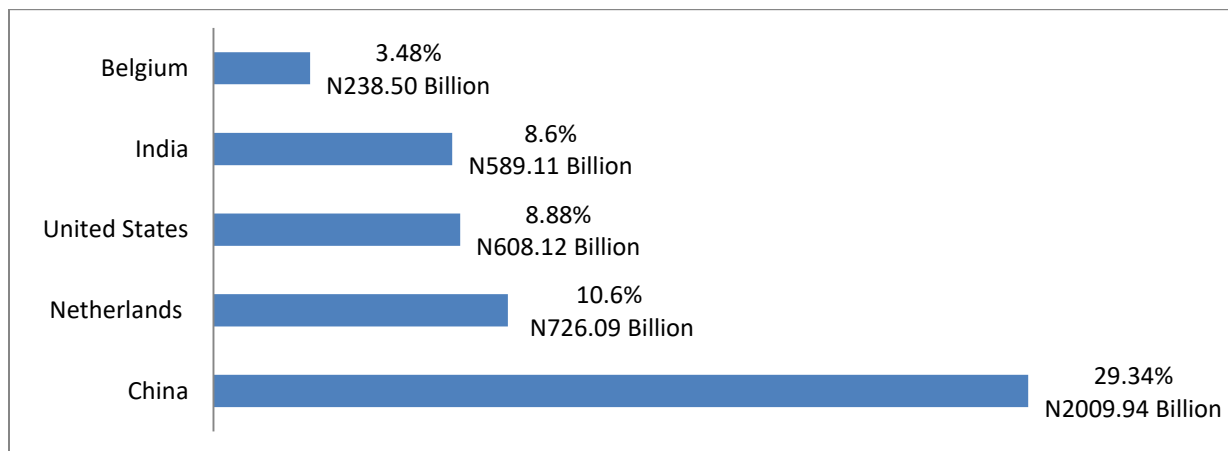 Belgium
3.48%
N238.50 Billion
India
8.6%
N589.11 Billion
United States
8.88%
N608.12 Billion
Netherlands
10.6%
N726.09 Billion
China
29.34%
N2009.94 Billion